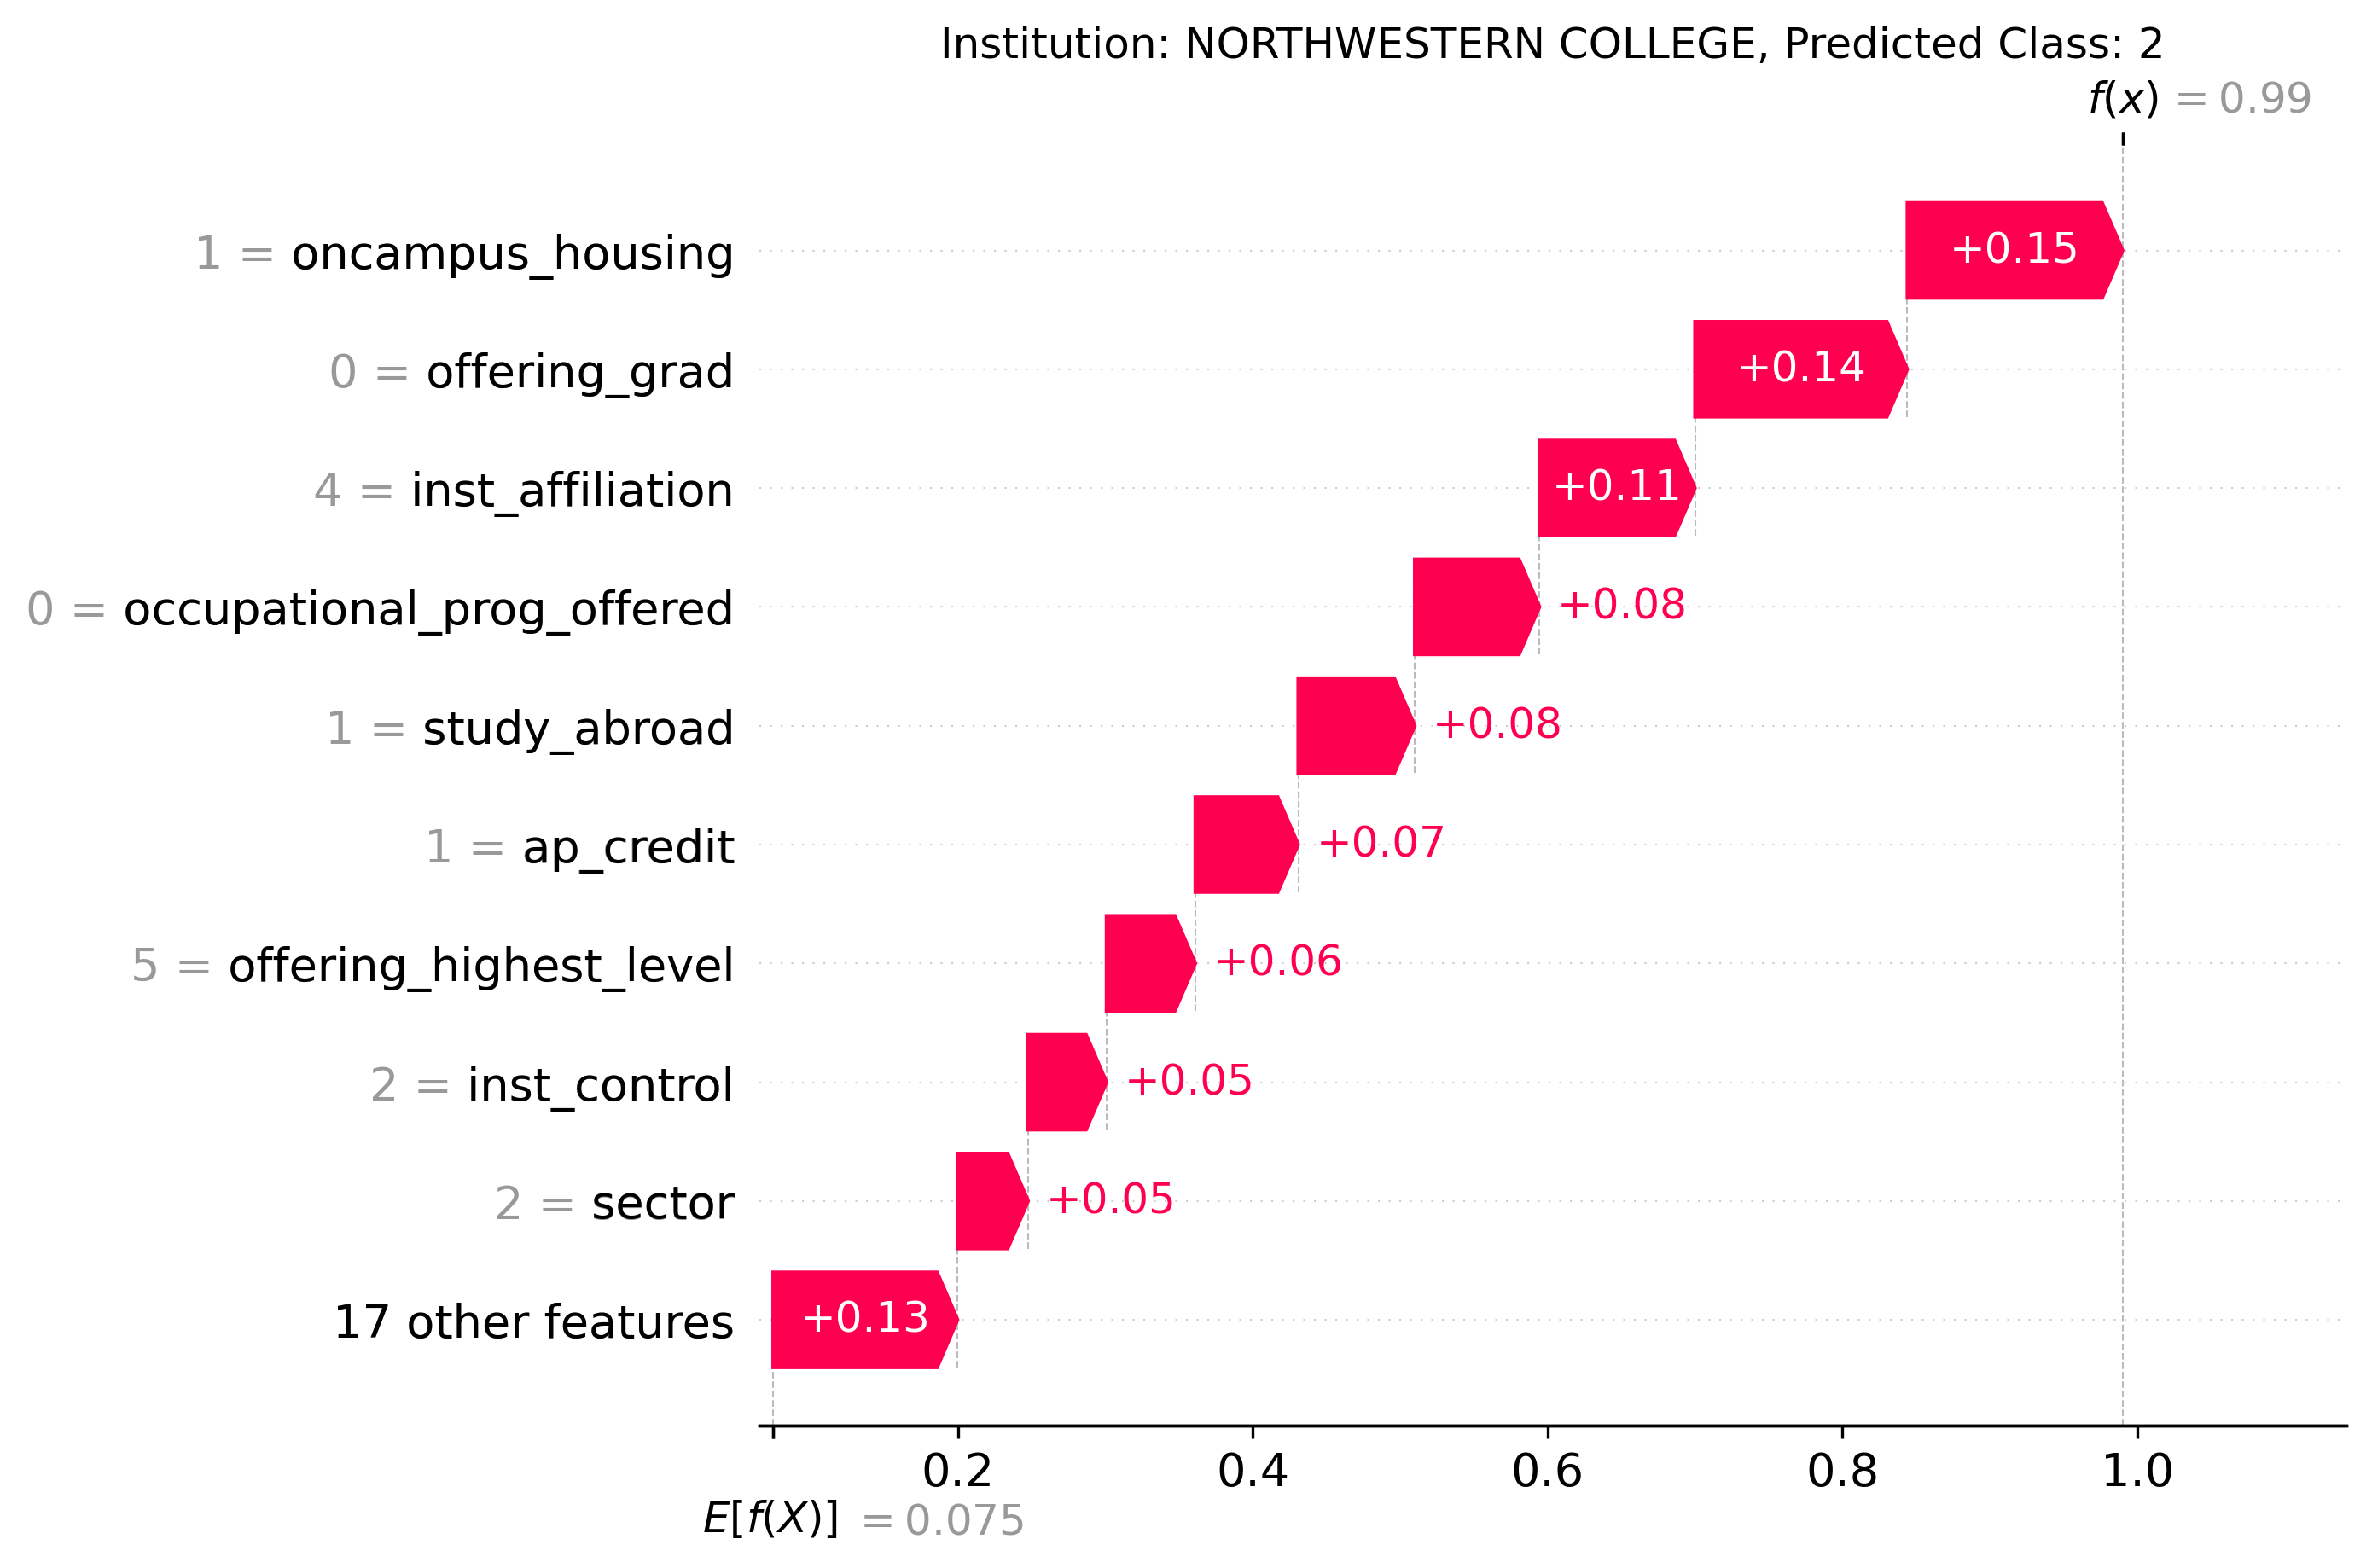 Institution: NORTHWESTERN COLLEGE, Predicted Class: 2
f(x) = 0.99
1 = oncampus_housing +0.15
0 = offering_grad +0.14
4 = inst_affiliation +0.11
0 = occupational_prog_offered +0.08
1 = study_abroad +0.08
1 = ap_credit +0.07
5 = offering_highest_level +0.06
2 = inst_control +0.05
2 = sector +0.05
17 other features +0.13
0.2 0.4 0.6 0.8 1.0
E[f(X)] = 0.075